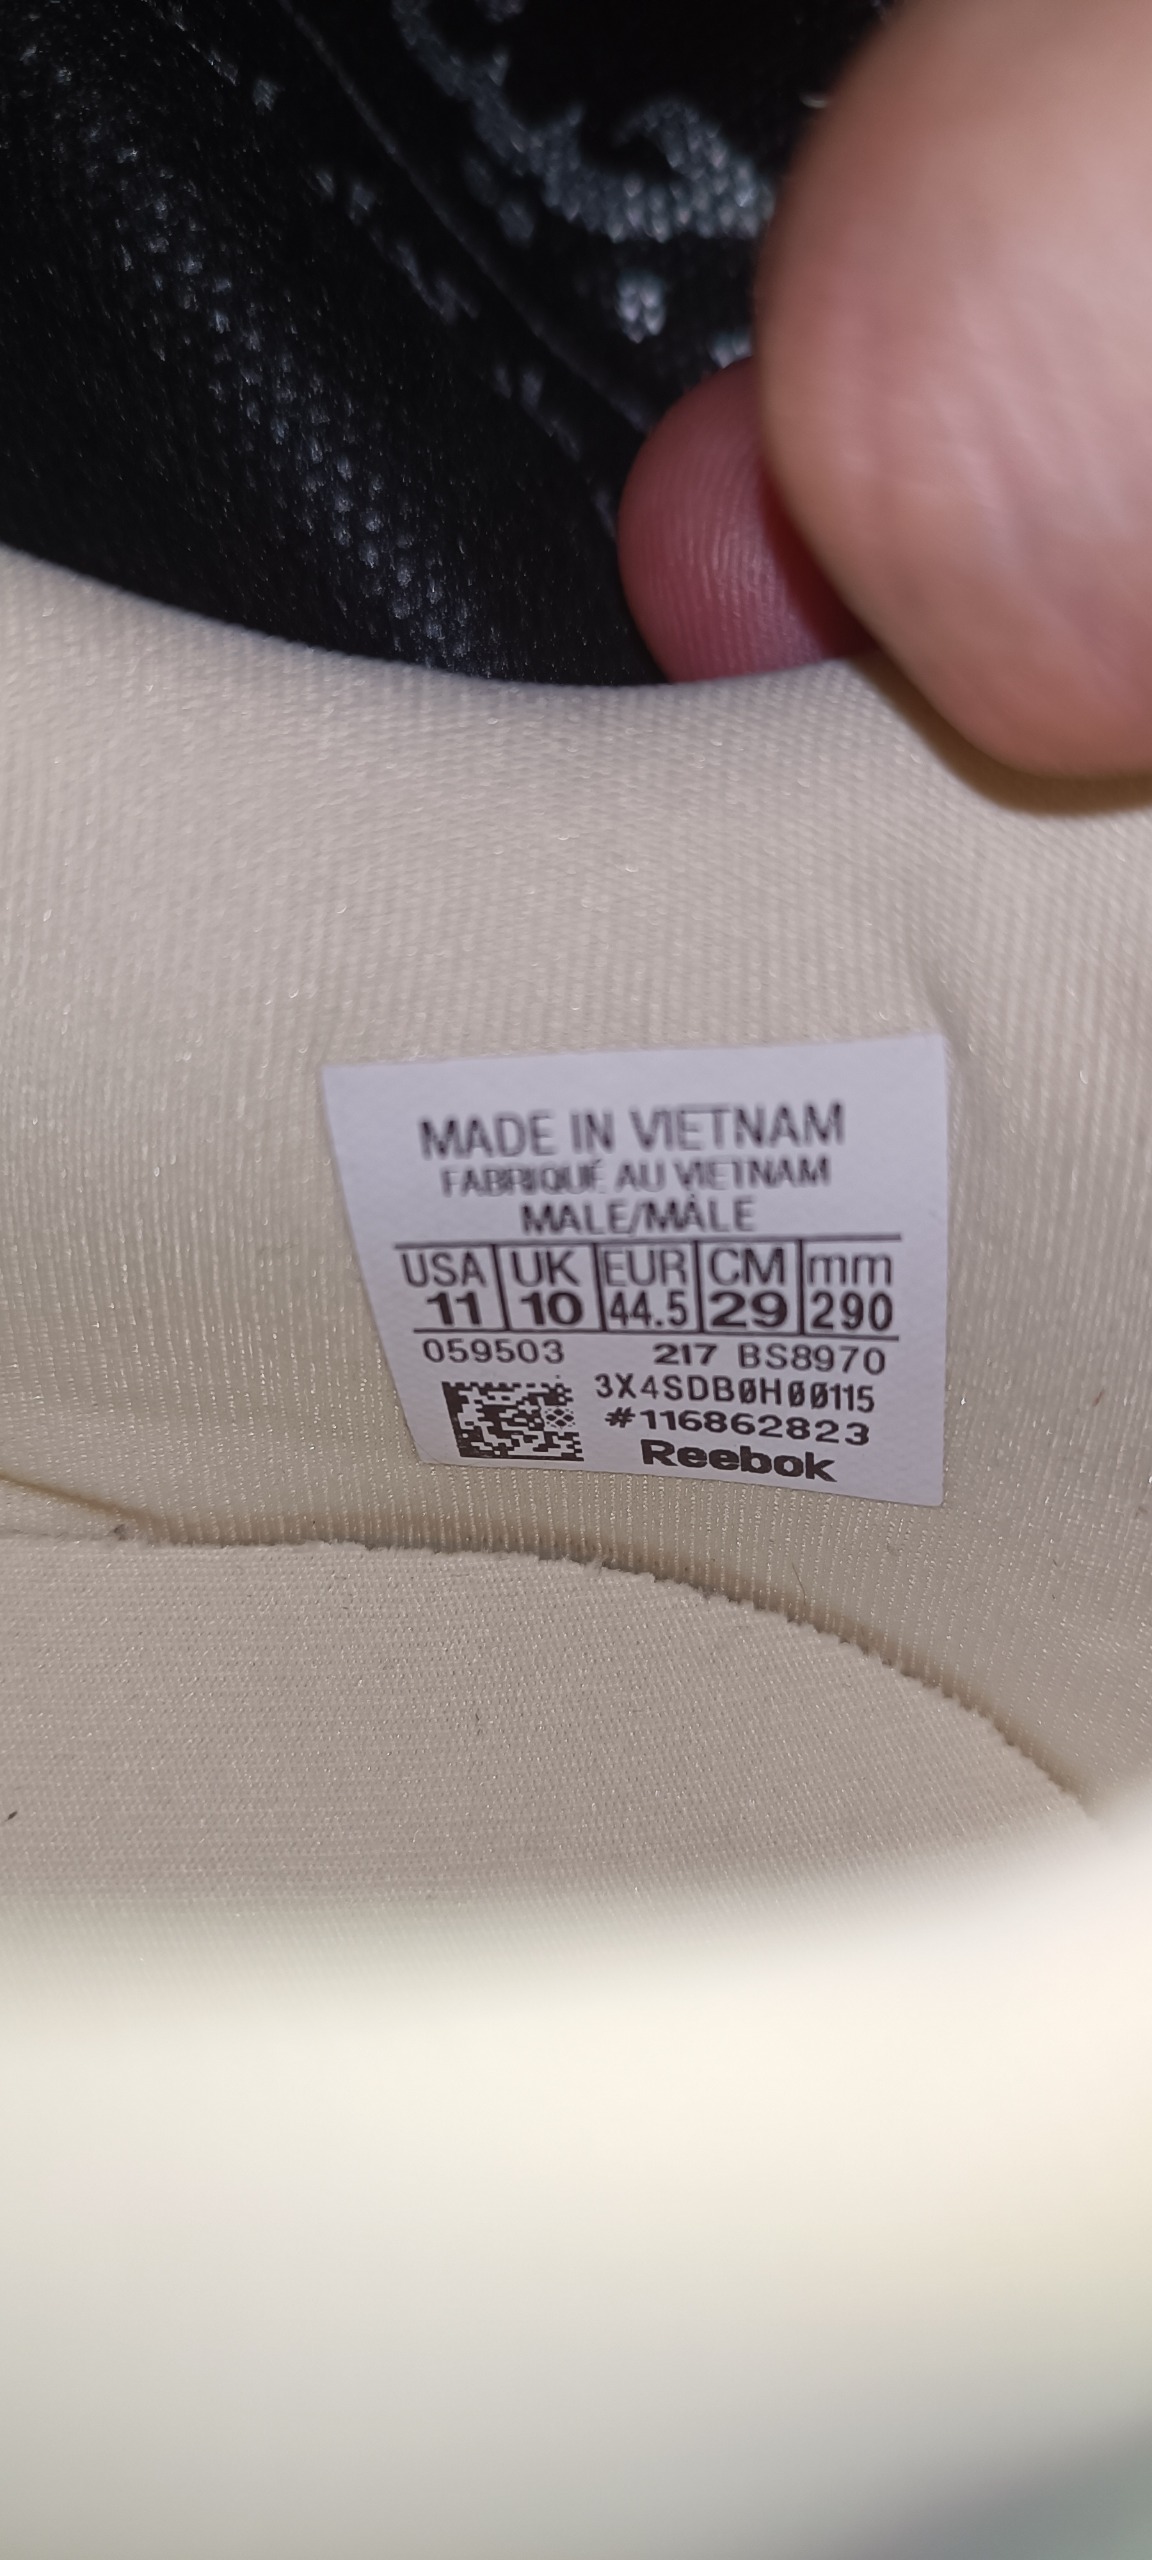 MADE IN VIETNAM
FABRIQUÉ AU VIETNAM
MALE/MÂLE
USA UK EUR CM mm
11 10 44.5 29 290
059503 217 BS8970
3X4SDB0H00115
#116862823
Reebok